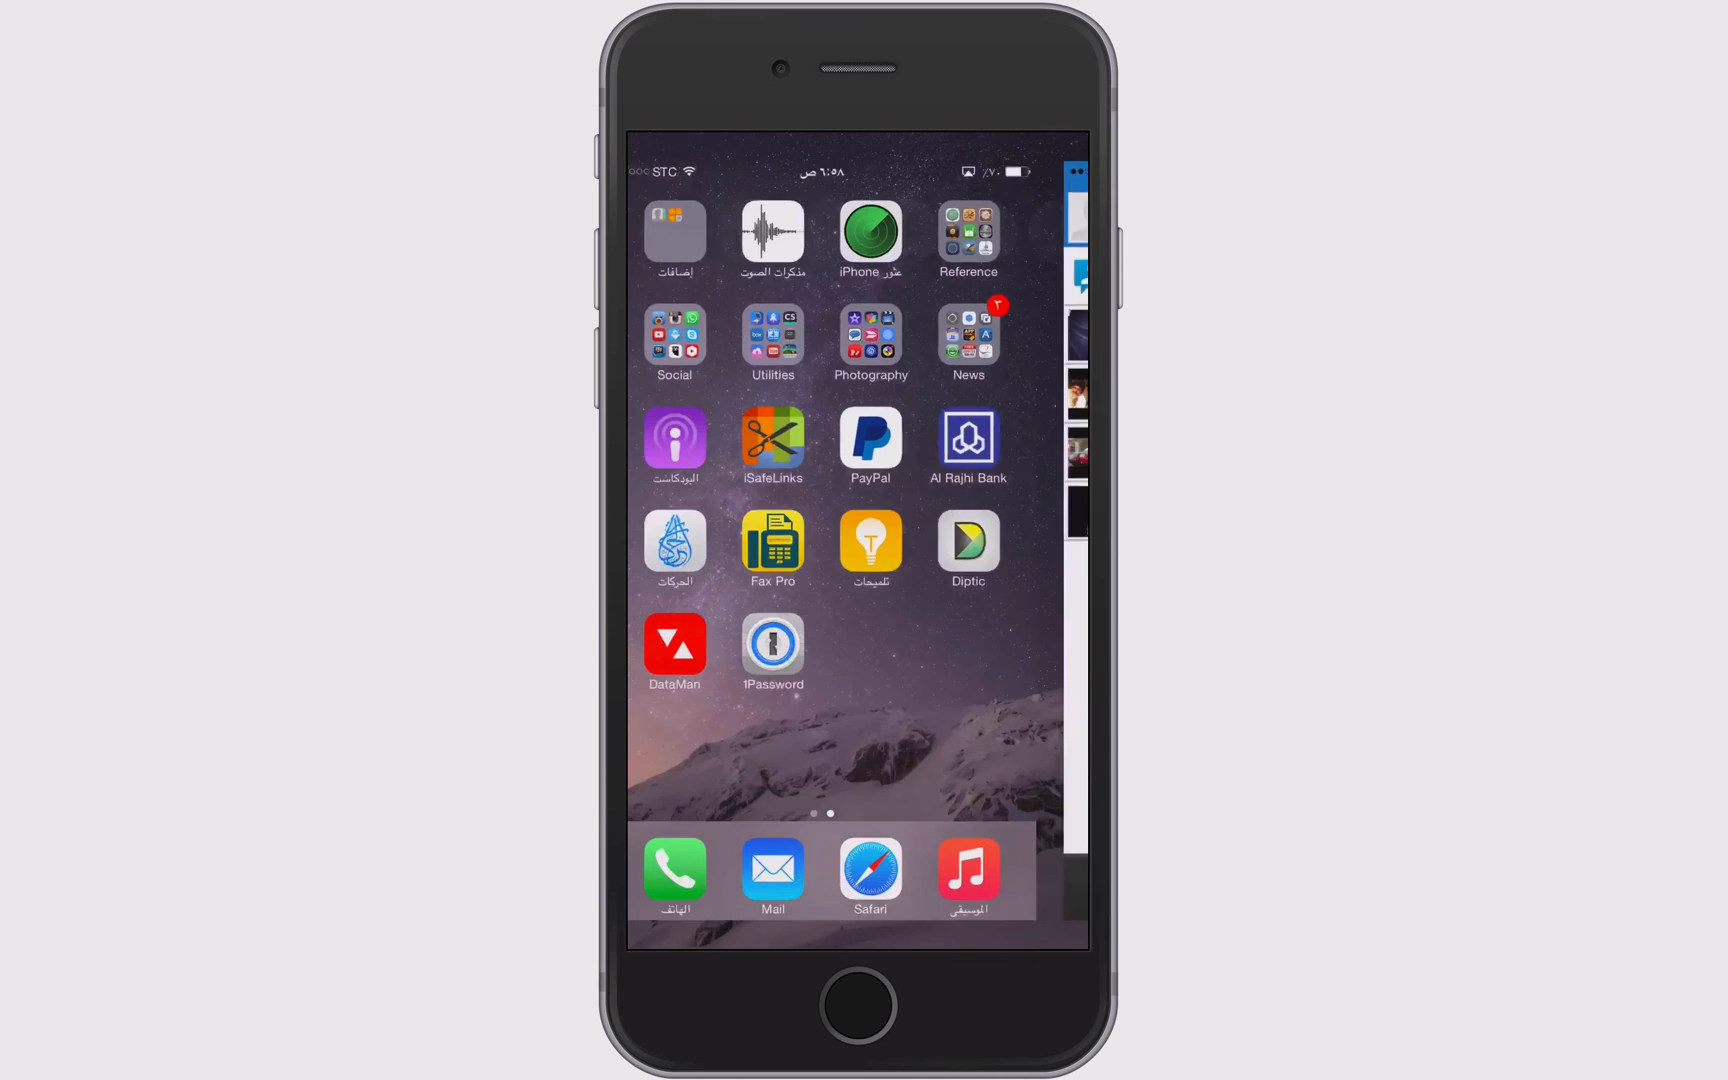 STC ٦:٥٨ ص ٪٧٠
إضافات مذكرات الصوت عثور iPhone Reference
٣
Social Utilities Photography News
البودكاست iSafeLinks PayPal Al Rajhi Bank
الحركات Fax Pro تلميحات Diptic
DataMan 1Password
الهاتف Mail Safari الموسيقى